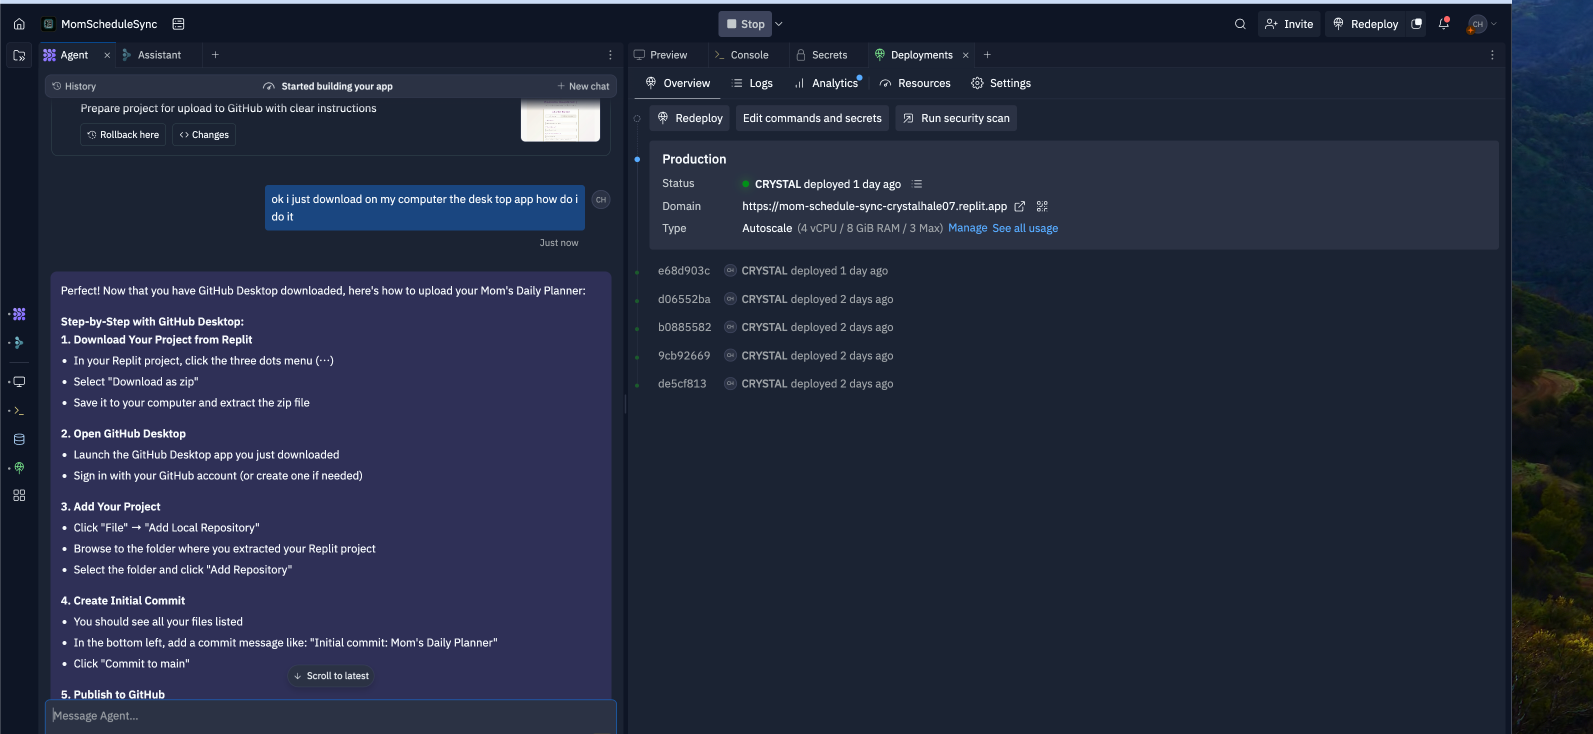 MomScheduleSync
Stop
Invite
Redeploy
CH
Agent
Assistant
Preview
Console
Secrets
Deployments
History
Started building your app
New chat
Overview
Logs
Analytics
Resources
Settings
Prepare project for upload to GitHub with clear instructions
Rollback here
Changes
ok i just download on my computer the desk top app how do i
do it
CH
Just now
Perfect! Now that you have GitHub Desktop downloaded, here's how to upload your Mom's Daily Planner:
Step-by-Step with GitHub Desktop:
1. Download Your Project from Replit
• In your Replit project, click the three dots menu (⋯)
• Select "Download as zip"
• Save it to your computer and extract the zip file
2. Open GitHub Desktop
• Launch the GitHub Desktop app you just downloaded
• Sign in with your GitHub account (or create one if needed)
3. Add Your Project
• Click "File" → "Add Local Repository"
• Browse to the folder where you extracted your Replit project
• Select the folder and click "Add Repository"
4. Create Initial Commit
• You should see all your files listed
• In the bottom left, add a commit message like: "Initial commit: Mom's Daily Planner"
• Click "Commit to main"
Scroll to latest
5. Publish to GitHub
Message Agent...
Redeploy
Edit commands and secrets
Run security scan
Production
Status CRYSTAL deployed 1 day ago
Domain https://mom-schedule-sync-crystalhale07.replit.app
Type Autoscale (4 vCPU / 8 GiB RAM / 3 Max) Manage See all usage
e68d903c CH CRYSTAL deployed 1 day ago
d06552ba CH CRYSTAL deployed 2 days ago
b0885582 CH CRYSTAL deployed 2 days ago
9cb92669 CH CRYSTAL deployed 2 days ago
de5cf813 CH CRYSTAL deployed 2 days ago